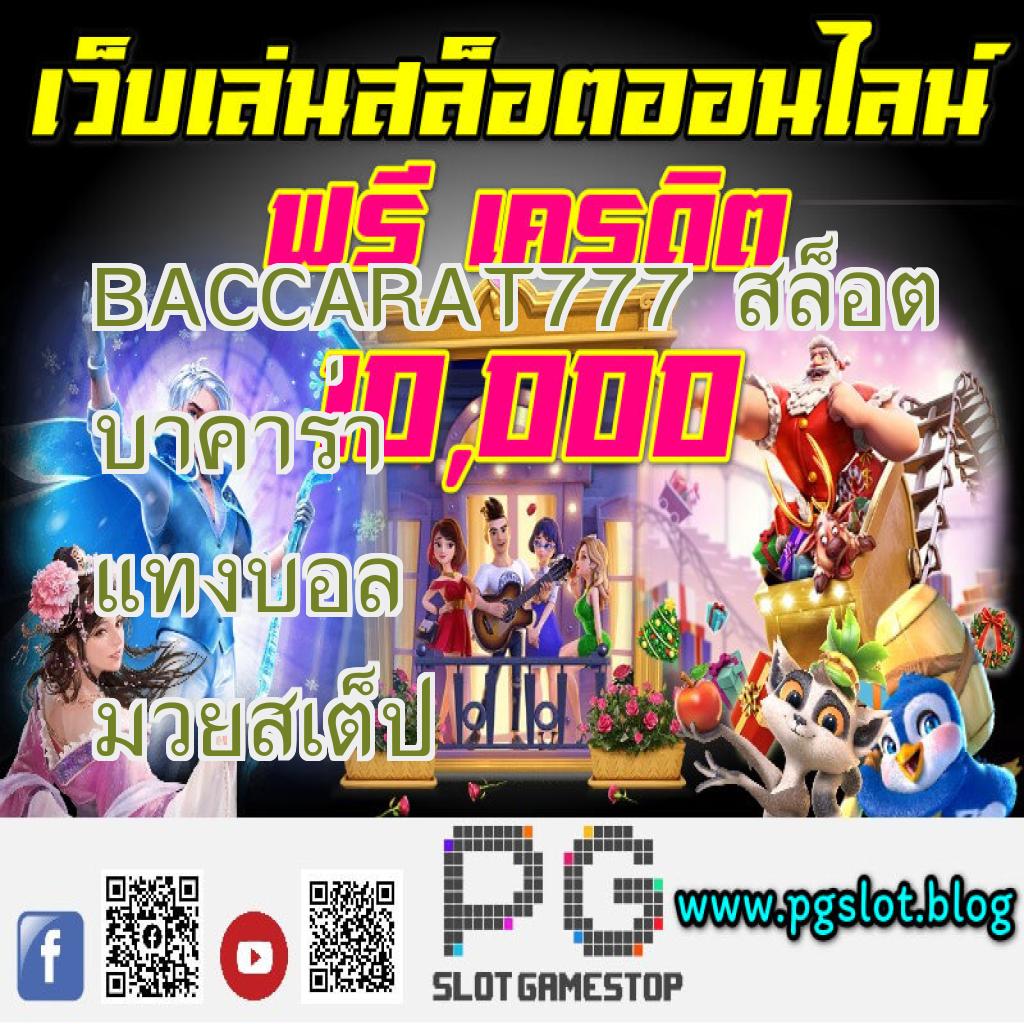 เว็บเล่นสล็อตออนไลน์
ฟรี เครดิต
BACCARAT777 สล็อต
10,000
บาคาร่า
แทงบอล
มวยสเต็ป
PG
SLOT GAMESTOP
www.pgslot.blog